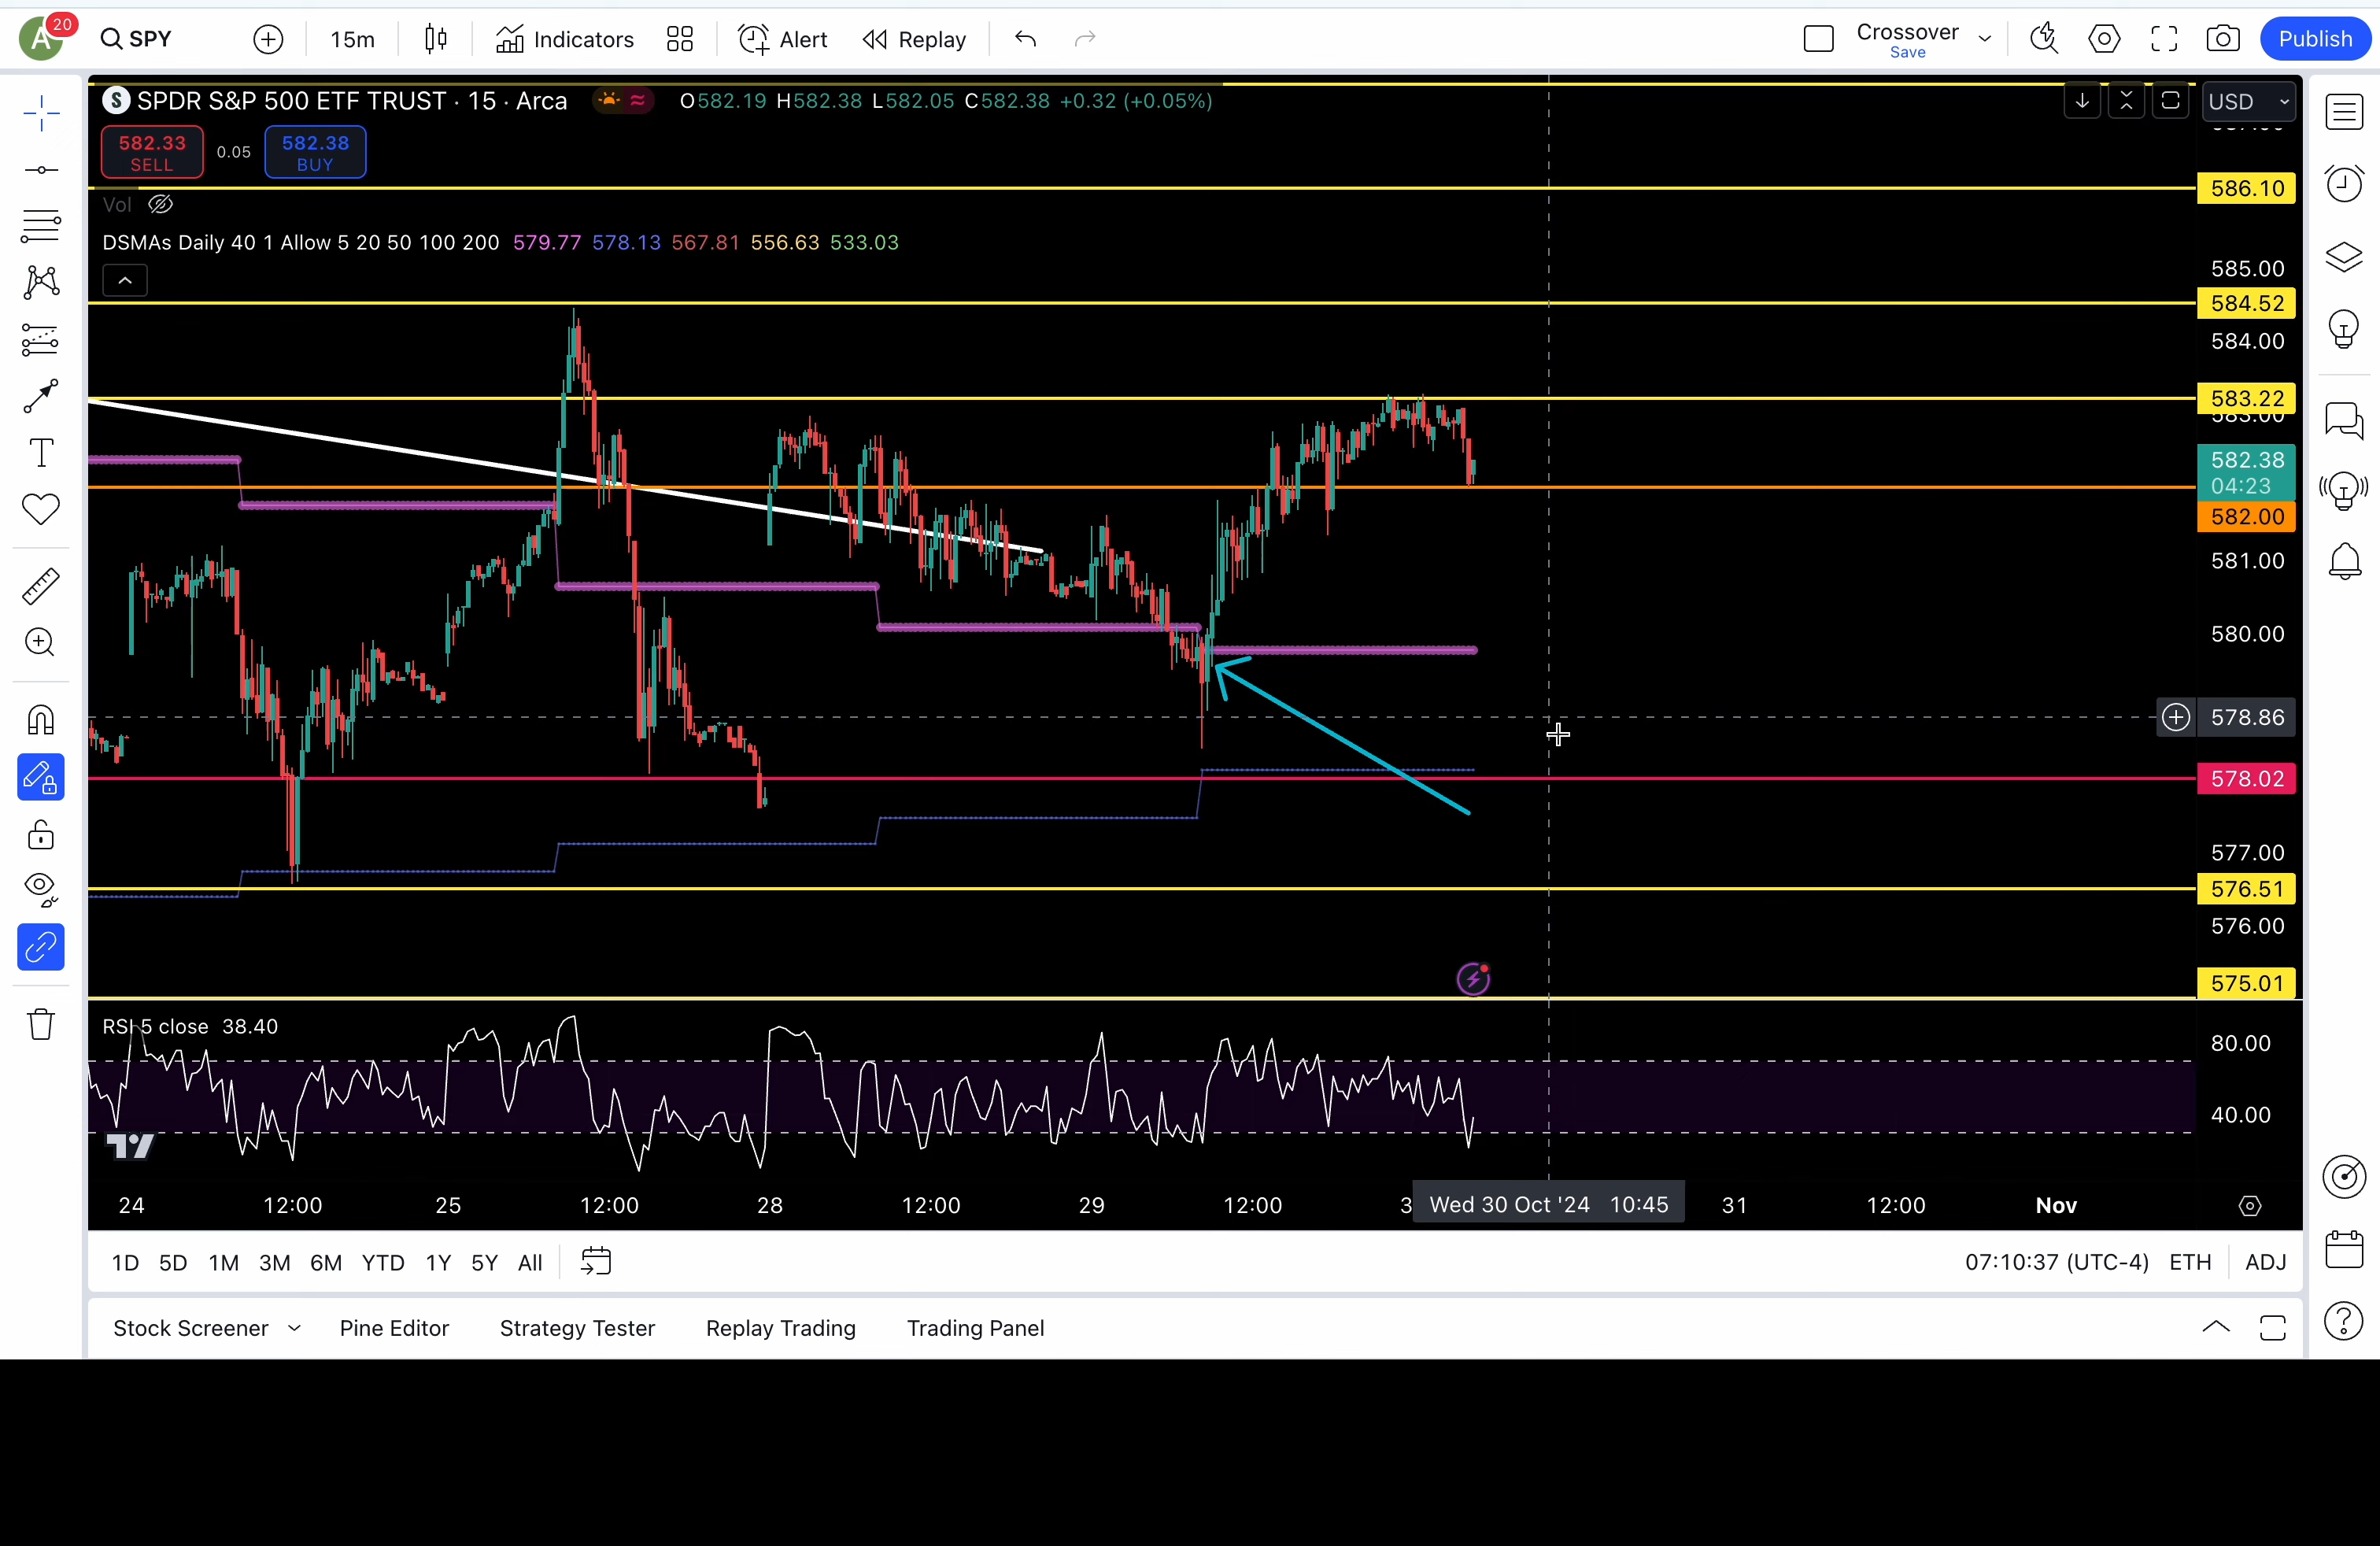 A 20 SPY 15m Indicators Alert Replay Crossover Save Publish
S SPDR S&P 500 ETF TRUST · 15 · Arca O582.19 H582.38 L582.05 C582.38 +0.32 (+0.05%) USD
582.33 SELL 0.05 582.38 BUY
586.10
Vol
DSMAs Daily 40 1 Allow 5 20 50 100 200 579.77 578.13 567.81 556.63 533.03
585.00
584.52
584.00
583.22
583.00
582.38
04:23
582.00
581.00
580.00
578.86
578.02
577.00
576.51
576.00
575.01
RSI 5 close 38.40
80.00
40.00
24 12:00 25 12:00 28 12:00 29 12:00 3 Wed 30 Oct '24 10:45 31 12:00 Nov
1D 5D 1M 3M 6M YTD 1Y 5Y All 07:10:37 (UTC-4) ETH ADJ
Stock Screener Pine Editor Strategy Tester Replay Trading Trading Panel